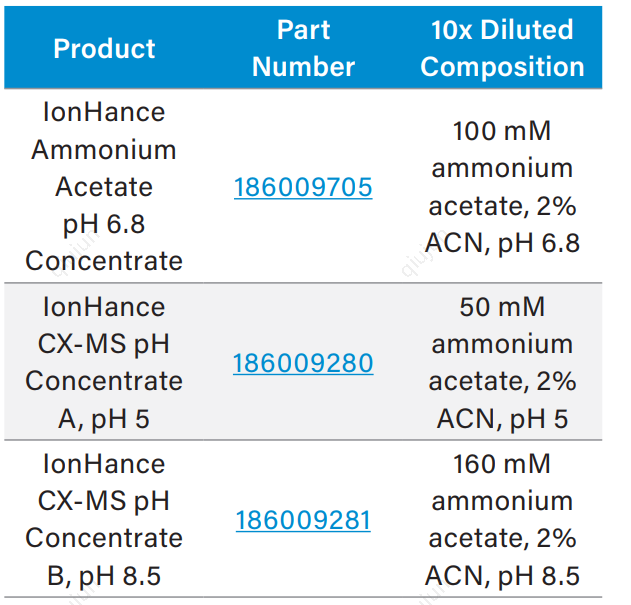 Product
Part
Number
10x Diluted
Composition
IonHance
Ammonium
Acetate
pH 6.8
Concentrate
186009705
100 mM
ammonium
acetate, 2%
ACN, pH 6.8
IonHance
CX-MS pH
Concentrate
A, pH 5
186009280
50 mM
ammonium
acetate, 2%
ACN, pH 5
IonHance
CX-MS pH
Concentrate
B, pH 8.5
186009281
160 mM
ammonium
acetate, 2%
ACN, pH 8.5